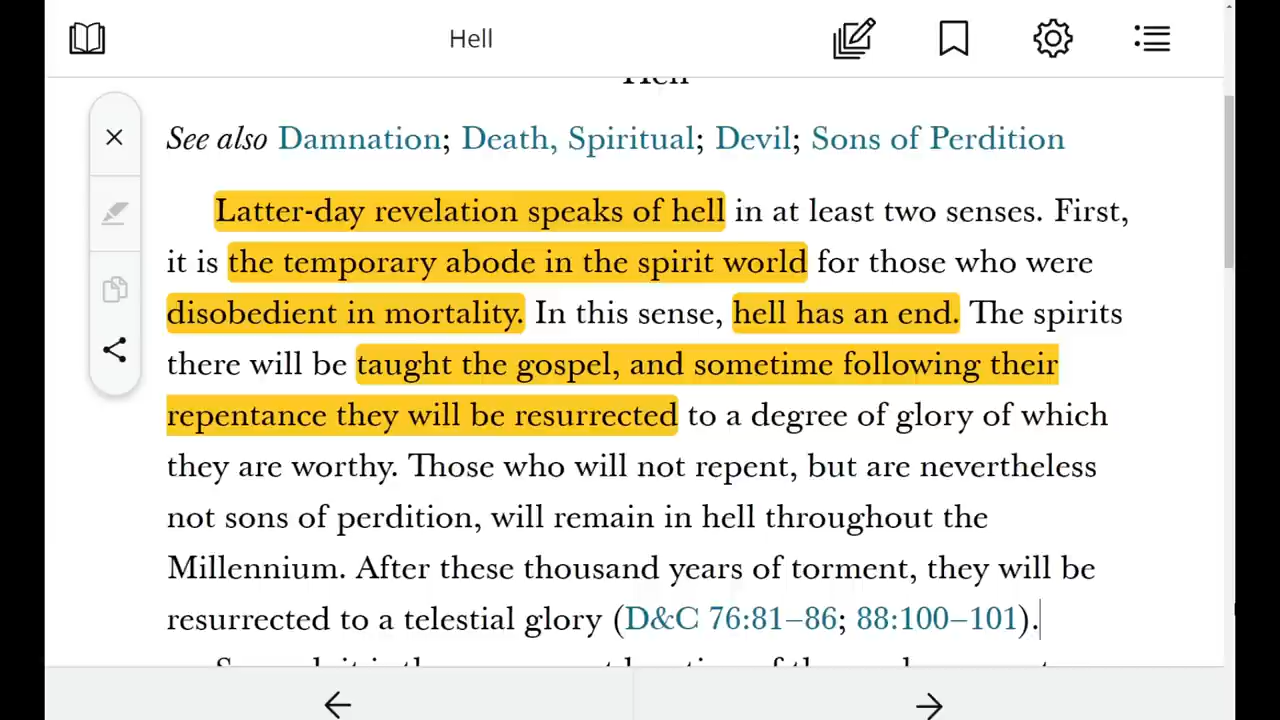 Hell
See also Damnation; Death, Spiritual; Devil; Sons of Perdition
Latter-day revelation speaks of hell in at least two senses. First,
it is the temporary abode in the spirit world for those who were
disobedient in mortality. In this sense, hell has an end. The spirits
there will be taught the gospel, and sometime following their
repentance they will be resurrected to a degree of glory of which
they are worthy. Those who will not repent, but are nevertheless
not sons of perdition, will remain in hell throughout the
Millennium. After these thousand years of torment, they will be
resurrected to a telestial glory (D&C 76:81–86; 88:100–101).